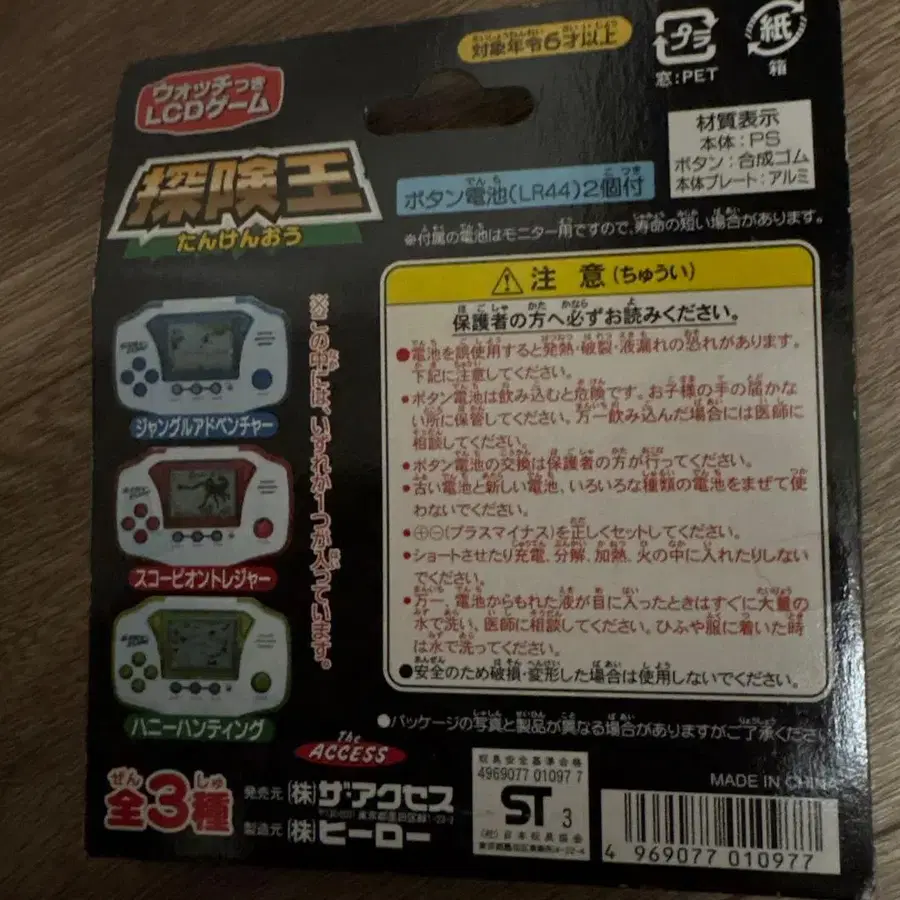 対象年令6才以上
プラ
窓:PET
紙
箱
ウォッチつき
LCDゲーム
探険王
たんけんおう
ボタン電池(LR44)2個付
材質表示
本体:PS
ボタン:合成ゴム
本体プレート:アルミ
※付属の電池はモニター用ですので、寿命の短い場合があります。
注意(ちゅうい)
保護者の方へ必ずお読みください。
●電池を誤使用すると発熱・破裂・液漏れの恐れがあります。
下記に注意してください。
・ボタン電池は飲み込むと危険です。お子様の手の届かな
い所に保管してください。万一飲み込んだ場合には医師に
相談してください。
・ボタン電池の交換は保護者の方が行ってください。
・古い電池と新しい電池、いろいろな種類の電池をまぜて使
わないでください。
・⊕⊖(プラスマイナス)を正しくセットしてください。
・ショートさせたり充電、分解、加熱、火の中に入れたりしない
でください。
・万一、電池からもれた液が目に入ったときはすぐに大量の
水で洗い、医師に相談してください。ひふや服に着いた時
は水で洗ってください。
●安全のため破損・変形した場合は使用しないでください。
●パッケージの写真と製品が異なる場合がありますがご了承ください
※この中には、いずれか1つが入っています。
ジャングルアドベンチャー
スコーピオントレジャー
ハニーハンティング
ぜん しゅ
全3種
The
ACCESS
発売元 (株)ザ・アクセス
製造元 (株)ヒーロー
玩具安全基準合格
4969077 01097 7
ST 3
(社)日本玩具協会
MADE IN CHINA
4 969077 010977